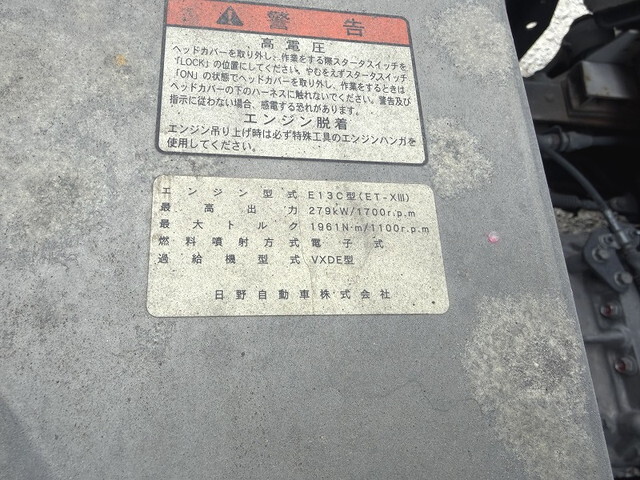 警告
高電圧
ヘッドカバーを取り外し、作業をする際スタータスイッチを
「LOCK」の位置にしてください。やむをえずスタータスイッチ
「ON」の状態でヘッドカバーを取り外し、作業をするときは
ヘッドカバーの下のハーネスに触れないでください。警告及び
指示に従わない場合、感電する恐れがあります。
エンジン脱着
エンジン吊り上げ時は必ず特殊工具のエンジンハンガを
使用してください。
エンジン型式 E13C型(ET-XIII)
最高出力 279kW/1700r.p.m
最大トルク 1961N·m/1100r.p.m
燃料噴射方式 電子式
過給機型式 VXDE型
日野自動車株式会社